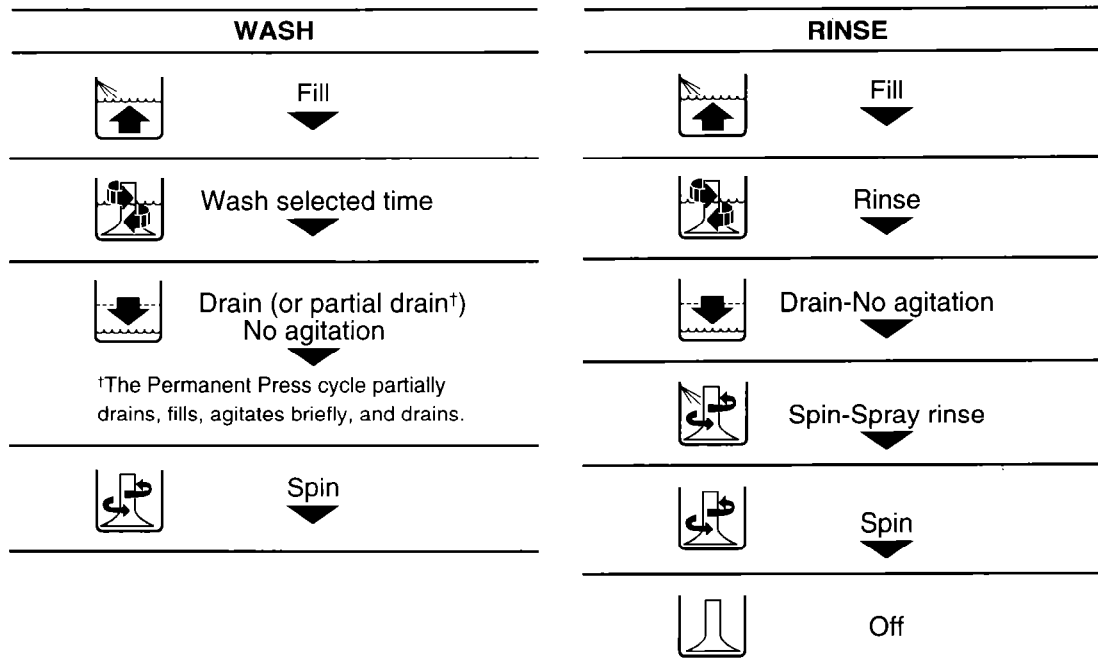 WASH
Fill
Wash selected time
Drain (or partial drain†)
No agitation
†The Permanent Press cycle partially
drains, fills, agitates briefly, and drains.
Spin
RINSE
Fill
Rinse
Drain-No agitation
Spin-Spray rinse
Spin
Off